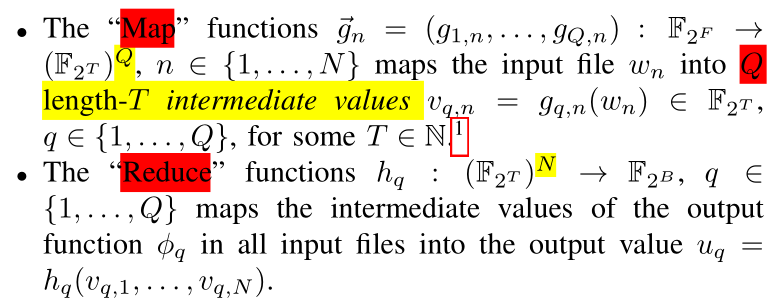 • The “Map” functions $\vec{g}_n = (g_{1,n}, \ldots, g_{Q,n}) : \mathbb{F}_{2^F} \rightarrow$
$(\mathbb{F}_{2^T})^Q$, $n \in \{1, \ldots, N\}$ maps the input file $w_n$ into $Q$
length-$T$ intermediate values $v_{q,n} = g_{q,n}(w_n) \in \mathbb{F}_{2^T}$,
$q \in \{1, \ldots, Q\}$, for some $T \in \mathbb{N}$.$^1$
• The “Reduce” functions $h_q : (\mathbb{F}_{2^T})^N \rightarrow \mathbb{F}_{2^B}$, $q \in$
$\{1, \ldots, Q\}$ maps the intermediate values of the output
function $\phi_q$ in all input files into the output value $u_q =$
$h_q(v_{q,1}, \ldots, v_{q,N})$.